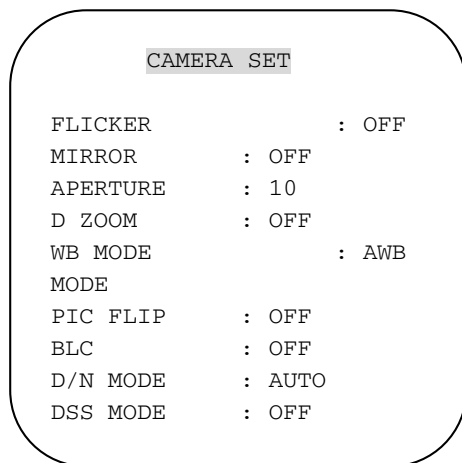 CAMERA SET
FLICKER : OFF
MIRROR : OFF
APERTURE : 10
D ZOOM : OFF
WB MODE : AWB
MODE
PIC FLIP : OFF
BLC : OFF
D/N MODE : AUTO
DSS MODE : OFF